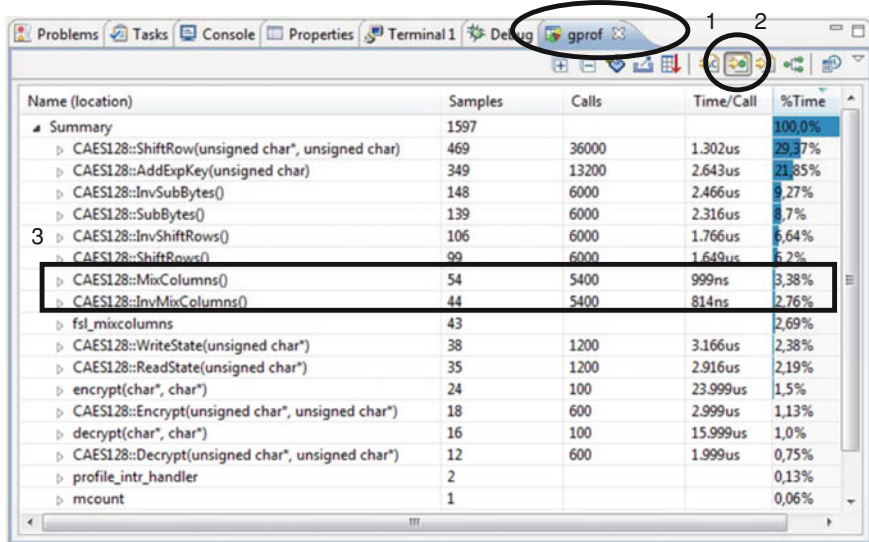 1 2
Problems Tasks Console Properties Terminal 1 Debug gprof
Name (location) Samples Calls Time/Call %Time
Summary 1597 100,0%
CAES128::ShiftRow(unsigned char*, unsigned char) 469 36000 1.302us 29,37%
CAES128::AddExpKey(unsigned char) 349 13200 2.643us 21,85%
CAES128::InvSubBytes() 148 6000 2.466us 9,27%
CAES128::SubBytes() 139 6000 2.316us 8,7%
3 CAES128::InvShiftRows() 106 6000 1.766us 6,64%
CAES128::ShiftRows() 99 6000 1.649us 6,2%
CAES128::MixColumns() 54 5400 999ns 3,38%
CAES128::InvMixColumns() 44 5400 814ns 2,76%
fsl_mixcolumns 43 2,69%
CAES128::WriteState(unsigned char*) 38 1200 3.166us 2,38%
CAES128::ReadState(unsigned char*) 35 1200 2.916us 2,19%
encrypt(char*, char*) 24 100 23.999us 1,5%
CAES128::Encrypt(unsigned char*, unsigned char*) 18 600 2.999us 1,13%
decrypt(char*, char*) 16 100 15.999us 1,0%
CAES128::Decrypt(unsigned char*, unsigned char*) 12 600 1.999us 0,75%
profile_intr_handler 2 0,13%
mcount 1 0,06%